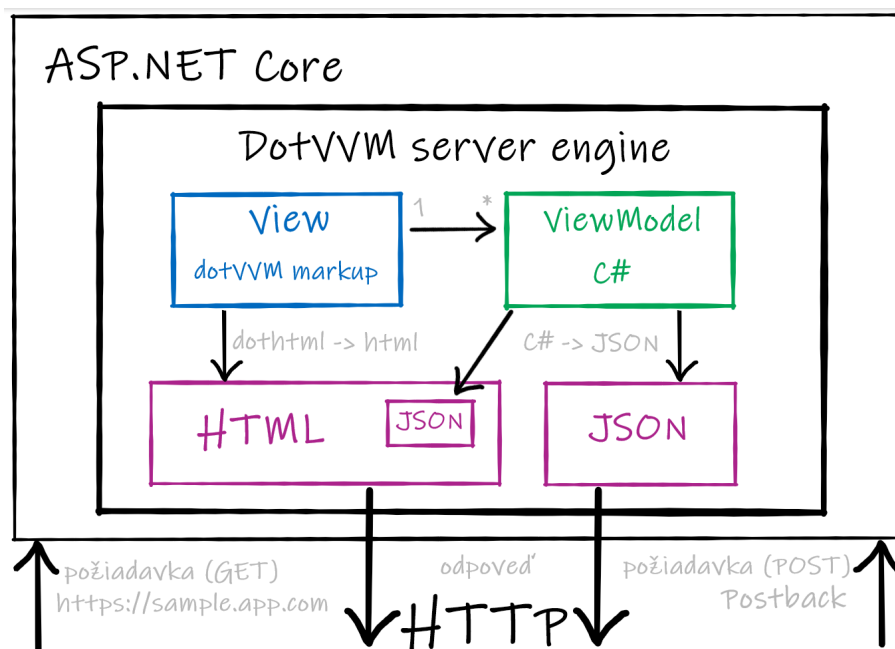 ASP.NET Core
DotVVM server engine
View
1
*
ViewModel
dotVVM markup
C#
dothtml -> html
C# -> JSON
HTML
JSON
JSON
požiadavka (GET)
https://sample.app.com
odpoveď
požiadavka (POST)
Postback
HTTP